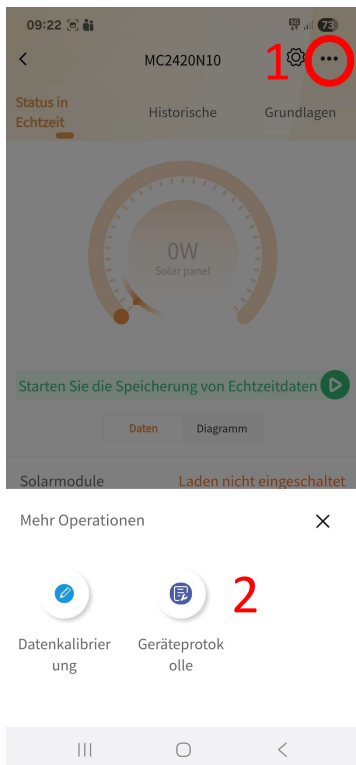 09:22
5G
73
MC2420N10
1
Status in
Echtzeit
Historische
Grundlagen
0W
Solar panel
Starten Sie die Speicherung von Echtzeitdaten
Daten
Diagramm
Solarmodule
Laden nicht eingeschaltet
Mehr Operationen
2
Datenkalibrier
ung
Geräteprotok
olle